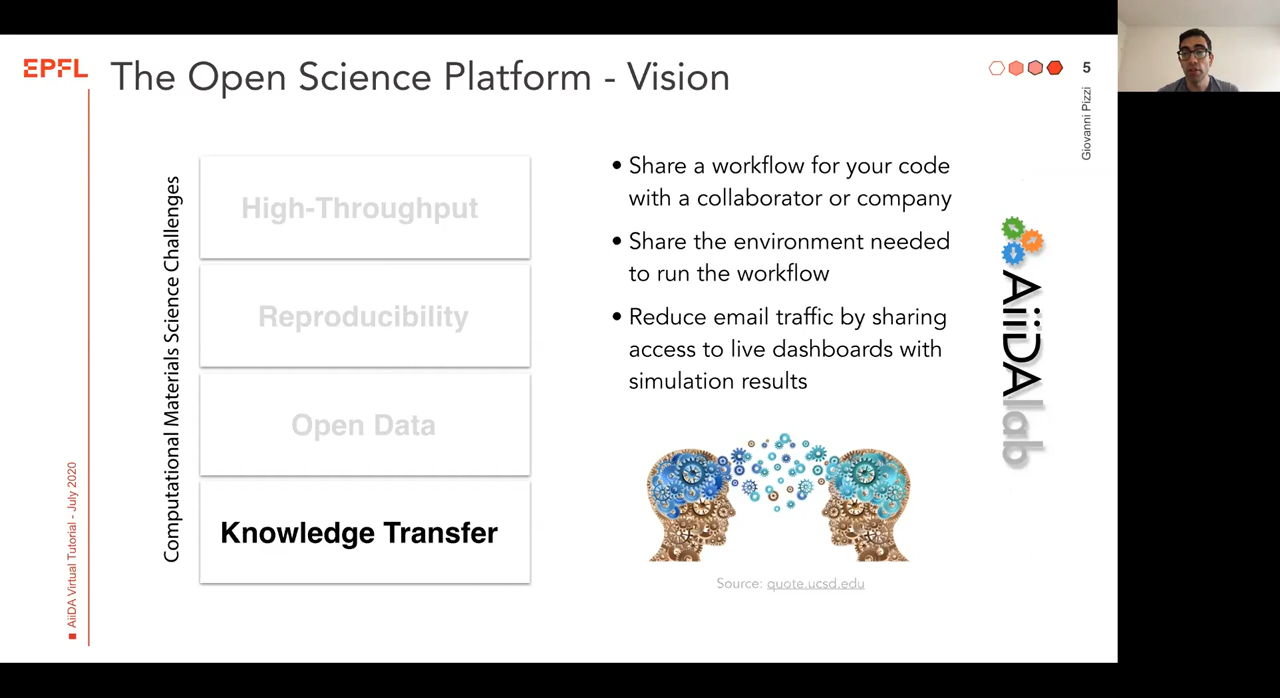 EPFL
The Open Science Platform - Vision
5
Giovanni Pizzi
Computational Materials Science Challenges
High-Throughput
Reproducibility
Open Data
Knowledge Transfer
• Share a workflow for your code
with a collaborator or company
• Share the environment needed
to run the workflow
• Reduce email traffic by sharing
access to live dashboards with
simulation results
AiiDAlab
Source: quote.ucsd.edu
AiiDA Virtual Tutorial - July 2020